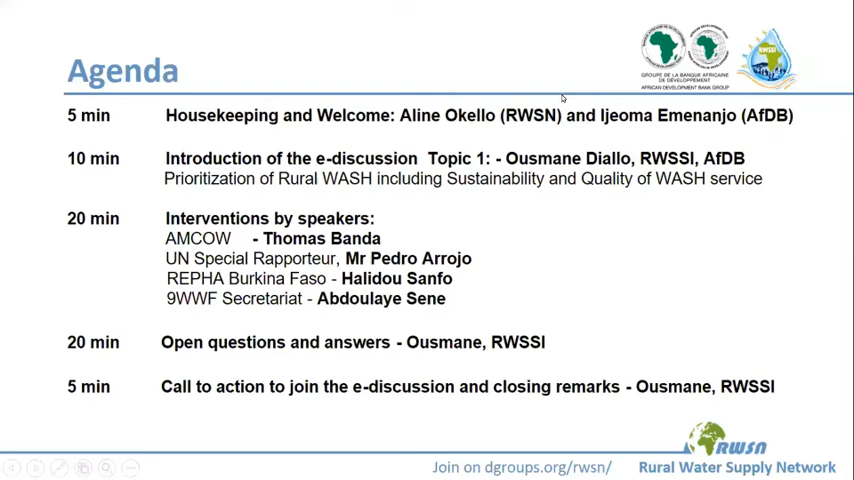 Agenda
GROUPE DE LA BANQUE AFRICAINE
DE DÉVELOPPEMENT
AFRICAN DEVELOPMENT BANK GROUP
RWSSI
5 min Housekeeping and Welcome: Aline Okello (RWSN) and Ijeoma Emenanjo (AfDB)
10 min Introduction of the e-discussion Topic 1: - Ousmane Diallo, RWSSI, AfDB
Prioritization of Rural WASH including Sustainability and Quality of WASH service
20 min Interventions by speakers:
AMCOW - Thomas Banda
UN Special Rapporteur, Mr Pedro Arrojo
REPHA Burkina Faso - Halidou Sanfo
9WWF Secretariat - Abdoulaye Sene
20 min Open questions and answers - Ousmane, RWSSI
5 min Call to action to join the e-discussion and closing remarks - Ousmane, RWSSI
RWSN
Join on dgroups.org/rwsn/ Rural Water Supply Network